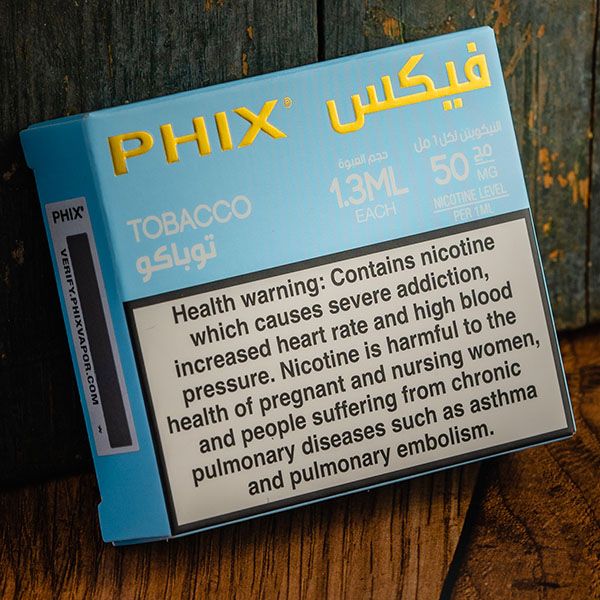 PHIX®
فيكس
TOBACCO
توباكو
حجم العبوة
1.3ML
EACH
النيكوتين لكل 1 مل
50 مج
MG
NICOTINE LEVEL
PER 1ML
PHIX®
VERIFY.PHIXVAPOR.COM
Health warning: Contains nicotine
which causes severe addiction,
increased heart rate and high blood
pressure. Nicotine is harmful to the
health of pregnant and nursing women,
and people suffering from chronic
pulmonary diseases such as asthma
and pulmonary embolism.